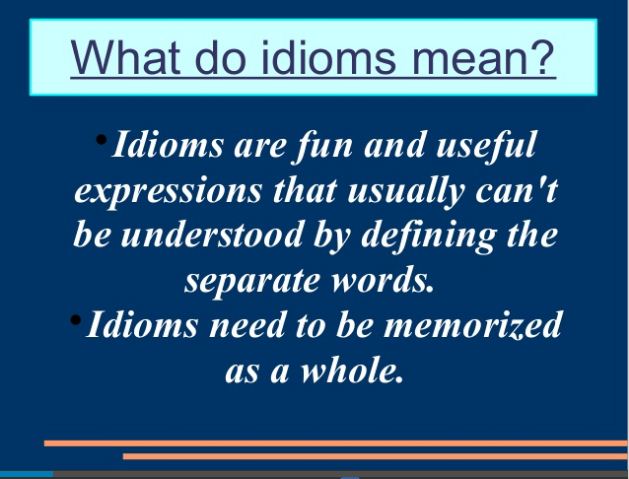 What do idioms mean?
•Idioms are fun and useful
expressions that usually can't
be understood by defining the
separate words.
•Idioms need to be memorized
as a whole.